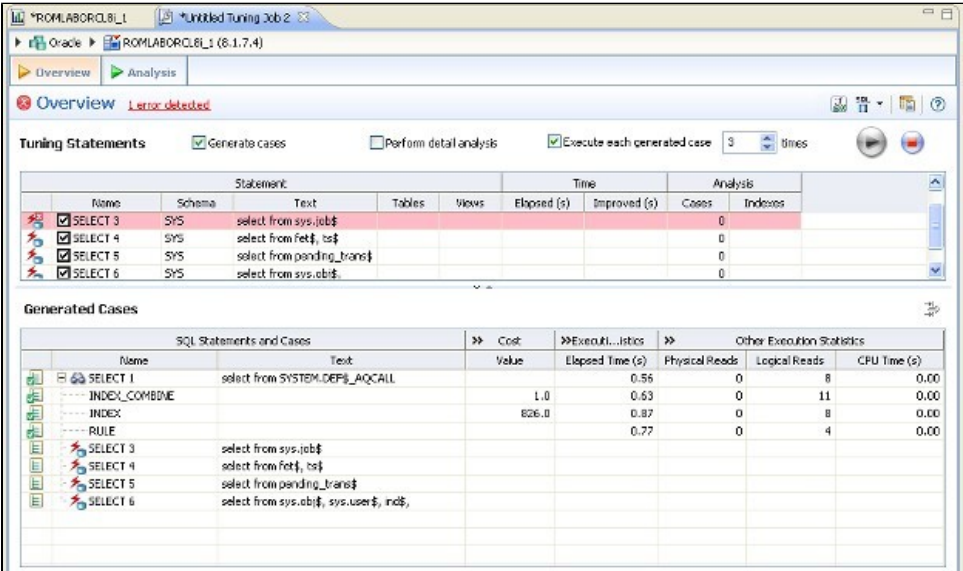 *ROMLABORCL8i_1 *Untitled Tuning Job 2
Oracle ROMLABORCL8i_1 (8.1.7.4)
Overview Analysis
Overview 1 error detected
Tuning Statements Generate cases Perform detail analysis Execute each generated case 3 times
Statement Time Analysis
Name Schema Text Tables Views Elapsed (s) Improved (s) Cases Indexes
SELECT 3 SYS select from sys.job$ 0
SELECT 4 SYS select from fet$, ts$ 0
SELECT 5 SYS select from pending_trans$ 0
SELECT 6 SYS select from sys.obj$, 0
Generated Cases
SQL Statements and Cases Cost Executi...istics Other Execution Statistics
Name Text Value Elapsed Time (s) Physical Reads Logical Reads CPU Time (s)
SELECT 1 select from SYSTEM.DEF$_AQCALL 0.56 0 8 0.00
INDEX_COMBINE 1.0 0.63 0 11 0.00
INDEX 826.0 0.87 0 8 0.00
RULE 0.77 0 4 0.00
SELECT 3 select from sys.job$
SELECT 4 select from fet$, ts$
SELECT 5 select from pending_trans$
SELECT 6 select from sys.obj$, sys.user$, ind$,